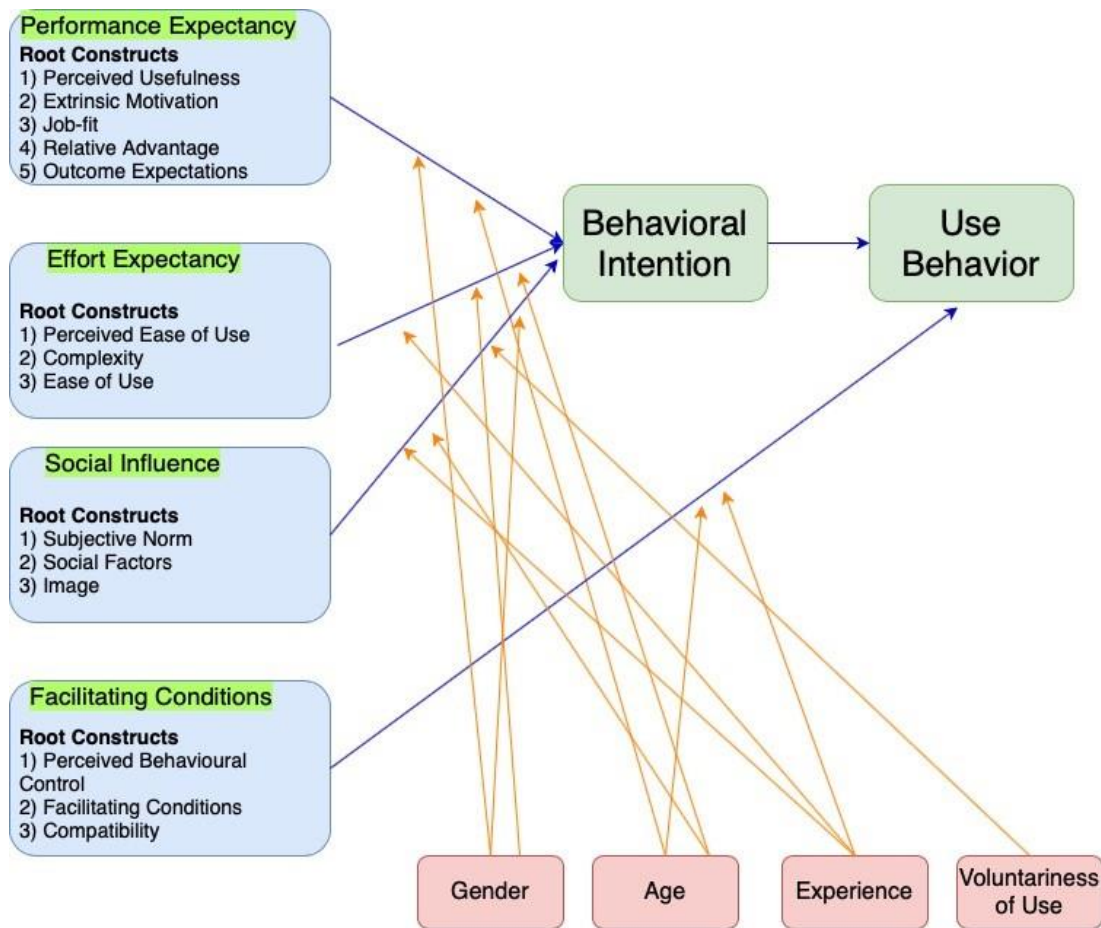 Performance Expectancy
Root Constructs
1) Perceived Usefulness
2) Extrinsic Motivation
3) Job-fit
4) Relative Advantage
5) Outcome Expectations
Behavioral
Intention
Use
Behavior
Effort Expectancy
Root Constructs
1) Perceived Ease of Use
2) Complexity
3) Ease of Use
Social Influence
Root Constructs
1) Subjective Norm
2) Social Factors
3) Image
Facilitating Conditions
Root Constructs
1) Perceived Behavioural
Control
2) Facilitating Conditions
3) Compatibility
Gender
Age
Experience
Voluntariness
of Use